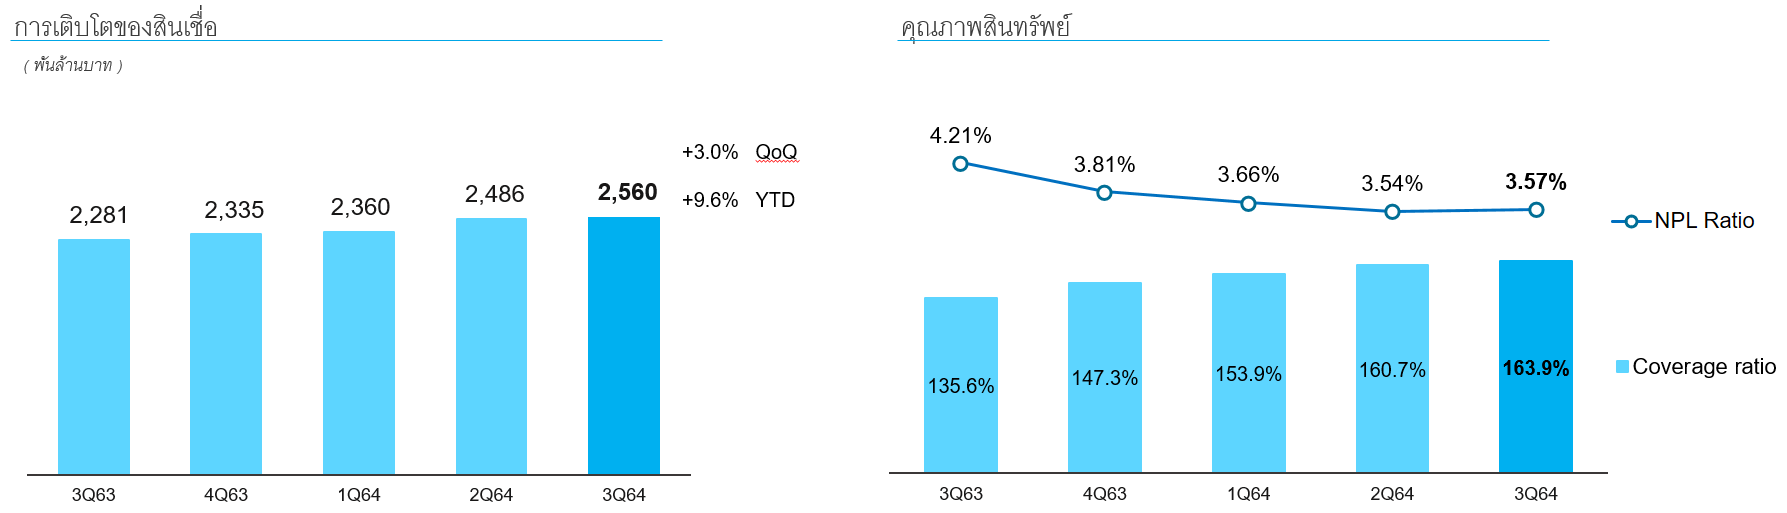 การเติบโตของสินเชื่อ
( พันล้านบาท )
+3.0% QoQ
+9.6% YTD
2,281
2,335
2,360
2,486
2,560
3Q63
4Q63
1Q64
2Q64
3Q64
คุณภาพสินทรัพย์
4.21%
3.81%
3.66%
3.54%
3.57%
NPL Ratio
135.6%
147.3%
153.9%
160.7%
163.9%
Coverage ratio
3Q63
4Q63
1Q64
2Q64
3Q64